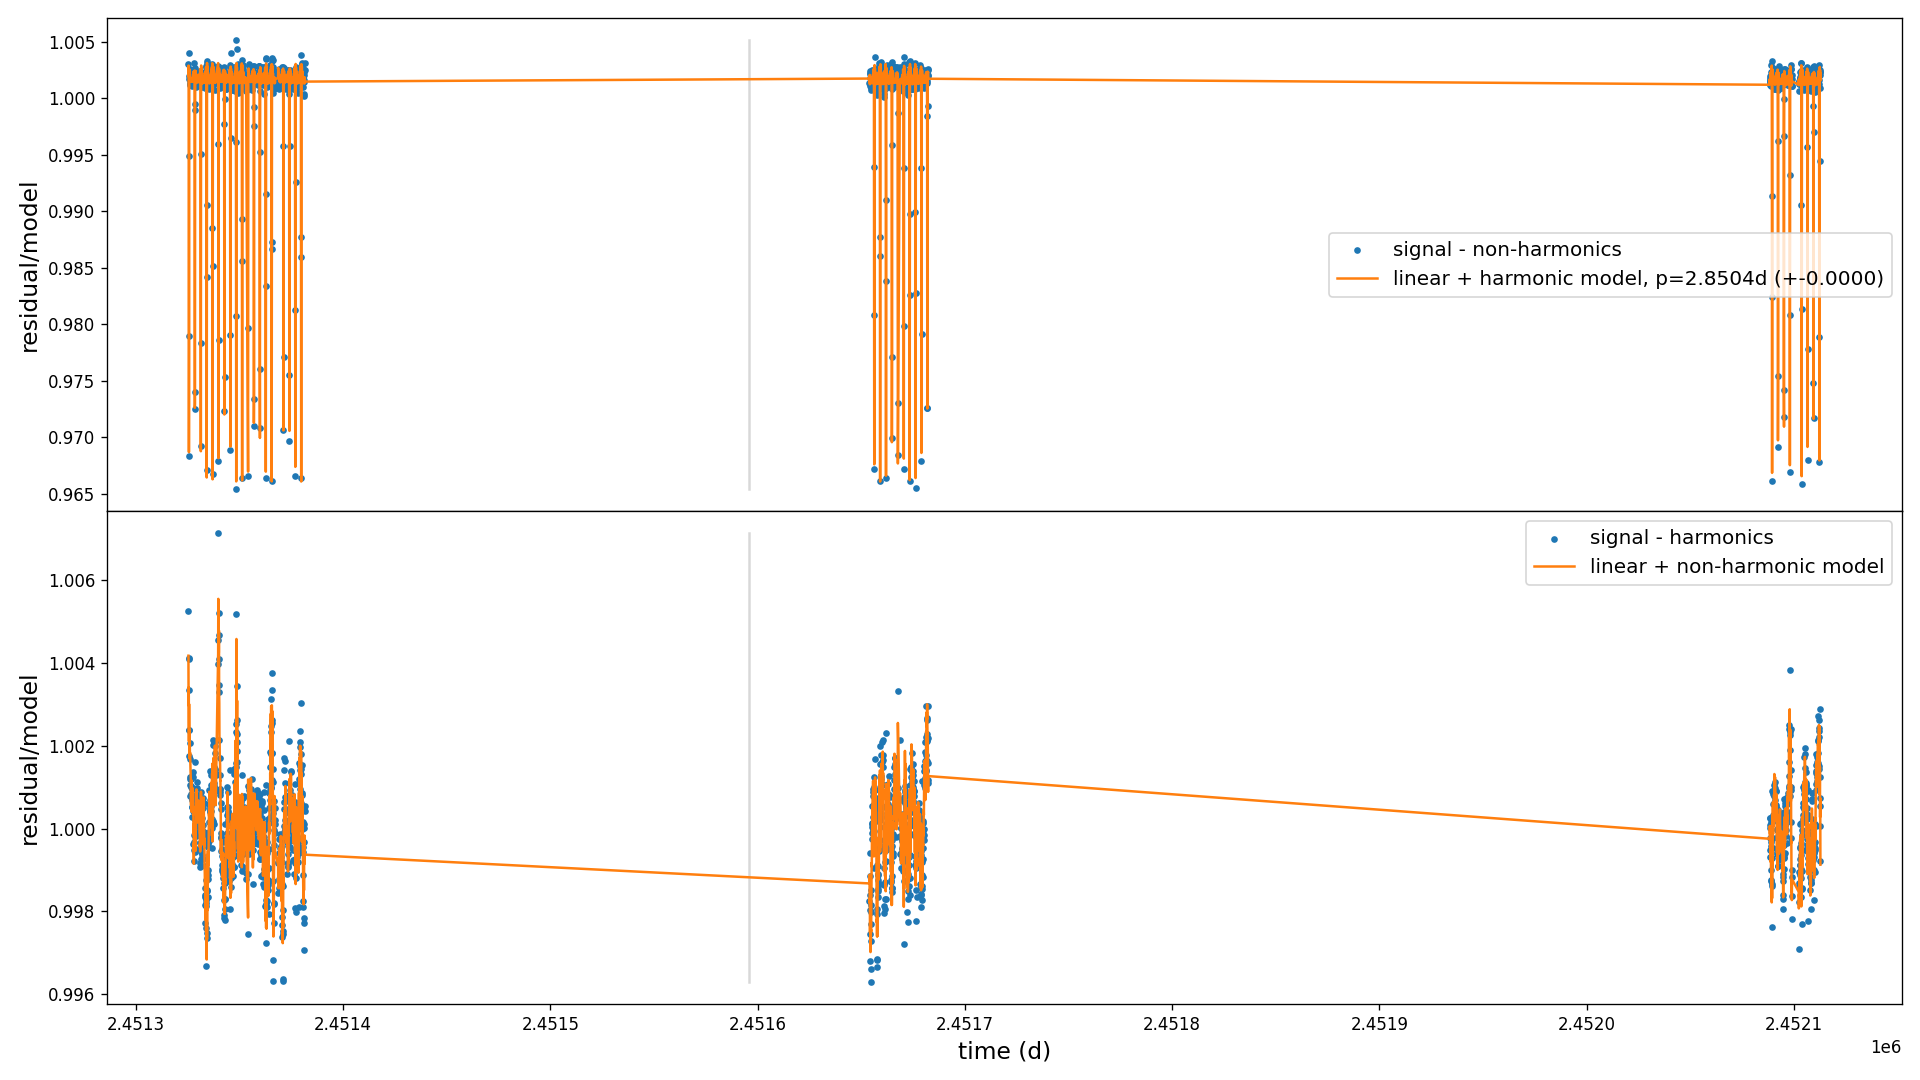 1.005
1.000
0.995
0.990
0.985
0.980
0.975
0.970
0.965
residual/model
signal - non-harmonics
linear + harmonic model, p=2.8504d (+-0.0000)
1.006
1.004
1.002
1.000
0.998
0.996
residual/model
signal - harmonics
linear + non-harmonic model
2.4513 2.4514 2.4515 2.4516 2.4517 2.4518 2.4519 2.4520 2.4521
1e6
time (d)